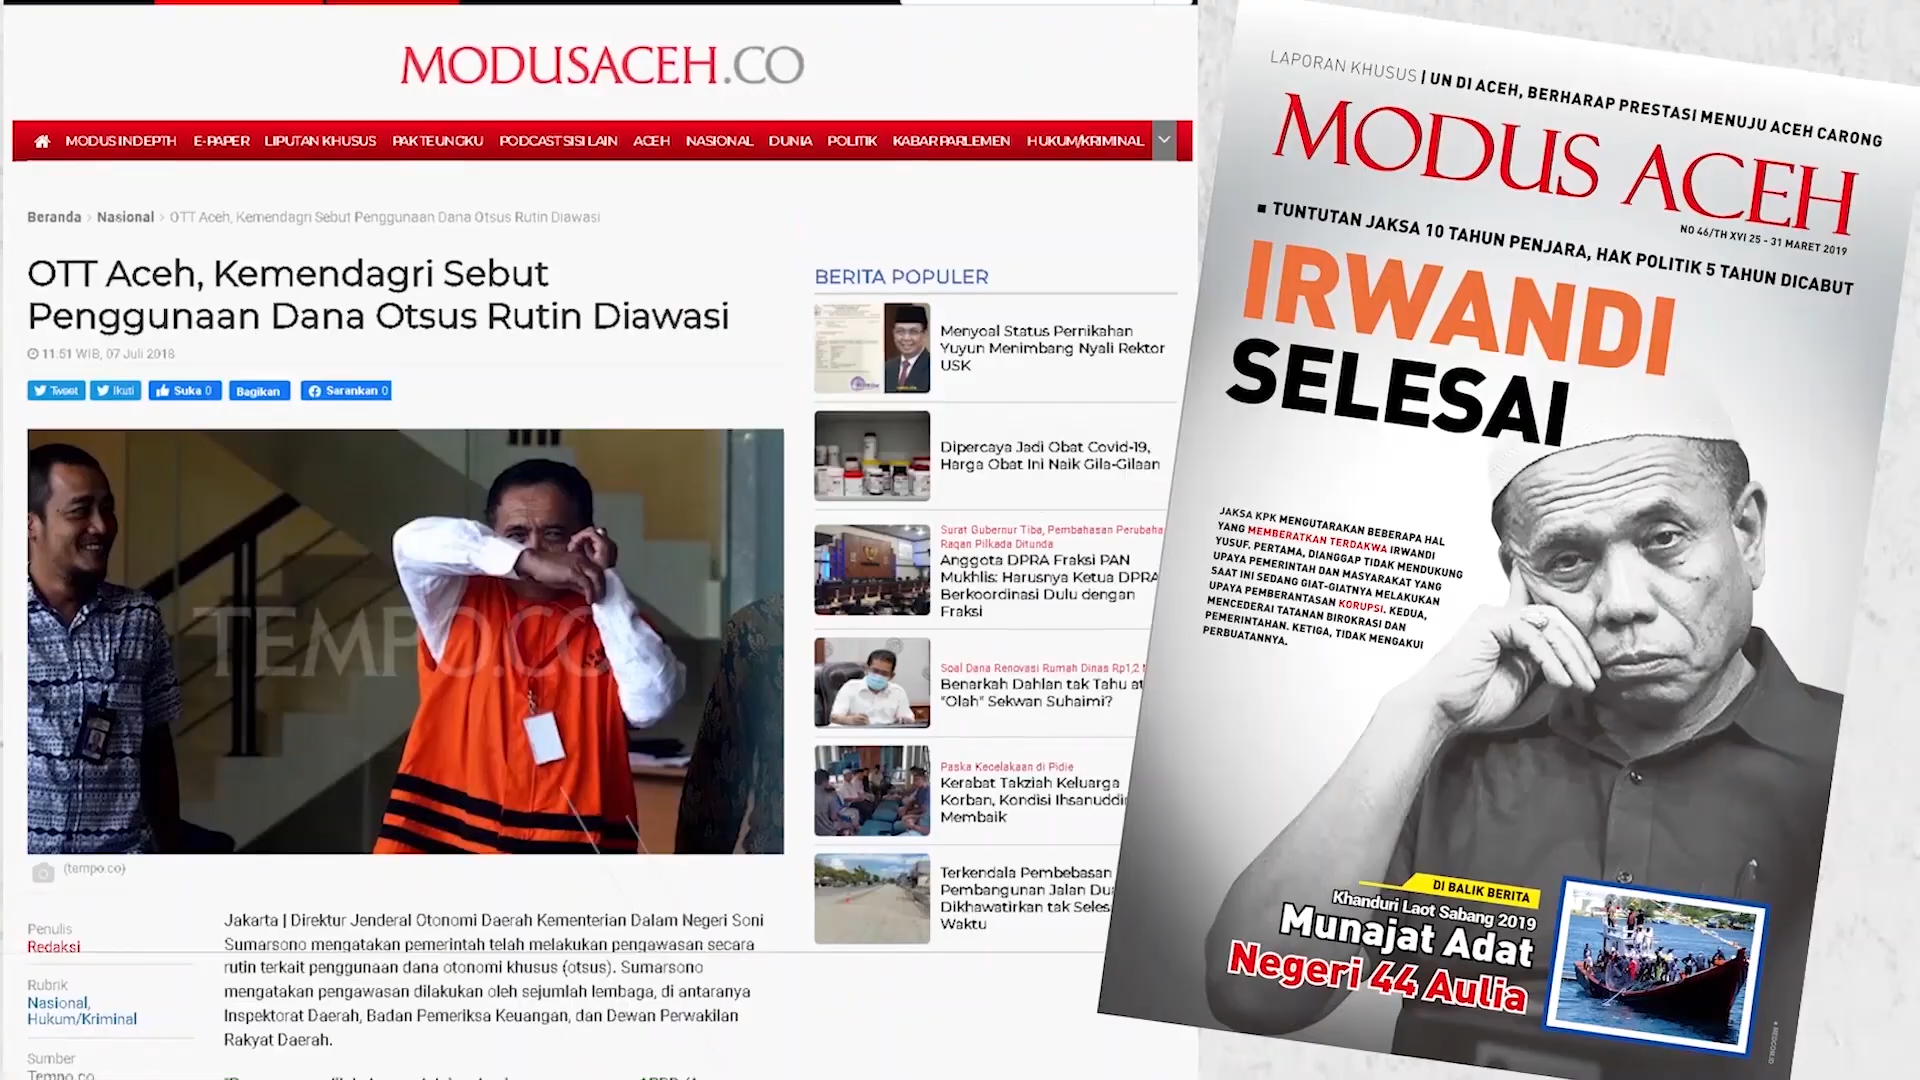 MODUSACEH.CO
MODUS INDEPTH E-PAPER LIPUTAN KHUSUS PAK TEUNGKU PODCAST SISI LAIN ACEH NASIONAL DUNIA POLITIK KABAR PARLEMEN HUKUM/KRIMINAL
Beranda > Nasional > OTT Aceh, Kemendagri Sebut Penggunaan Dana Otsus Rutin Diawasi
OTT Aceh, Kemendagri Sebut
Penggunaan Dana Otsus Rutin Diawasi
11:51 WIB, 07 Juli 2018
Tweet Ikuti Suka 0 Bagikan Sarankan 0
TEMPO.CO
(tempo.co)
Penulis
Redaksi
Rubrik
Nasional,
Hukum/Kriminal
Sumber
Tempo.co
Jakarta | Direktur Jenderal Otonomi Daerah Kementerian Dalam Negeri Soni
Sumarsono mengatakan pemerintah telah melakukan pengawasan secara
rutin terkait penggunaan dana otonomi khusus (otsus). Sumarsono
mengatakan pengawasan dilakukan oleh sejumlah lembaga, di antaranya
Inspektorat Daerah, Badan Pemeriksa Keuangan, dan Dewan Perwakilan
Rakyat Daerah.
BERITA POPULER
Menyoal Status Pernikahan
Yuyun Menimbang Nyali Rektor
USK
Dipercaya Jadi Obat Covid-19,
Harga Obat Ini Naik Gila-Gilaan
Surat Gubernur Tiba, Pembahasan Perubaha
Raqan Pilkada Ditunda
Anggota DPRA Fraksi PAN
Mukhlis: Harusnya Ketua DPRA
Berkoordinasi Dulu dengan
Fraksi
Soal Dana Renovasi Rumah Dinas Rp1,2
Benarkah Dahlan tak Tahu at
"Olah" Sekwan Suhaimi?
Paska Kecelakaan di Pidie
Kerabat Takziah Keluarga
Korban, Kondisi Ihsanuddi
Membaik
Terkendala Pembebasan
Pembangunan Jalan Dua
Dikhawatirkan tak Seles
Waktu
LAPORAN KHUSUS | UN DI ACEH, BERHARAP PRESTASI MENUJU ACEH CARONG
MODUS ACEH
NO 46/TH XVI 25 - 31 MARET 2019
TUNTUTAN JAKSA 10 TAHUN PENJARA, HAK POLITIK 5 TAHUN DICABUT
IRWANDI
SELESAI
JAKSA KPK MENGUTARAKAN BEBERAPA HAL
YANG MEMBERATKAN TERDAKWA IRWANDI
YUSUF. PERTAMA, DIANGGAP TIDAK MENDUKUNG
UPAYA PEMERINTAH DAN MASYARAKAT YANG
SAAT INI SEDANG GIAT-GIATNYA MELAKUKAN
UPAYA PEMBERANTASAN KORUPSI. KEDUA,
MENCEDERAI TATANAN BIROKRASI DAN
PEMERINTAHAN. KETIGA, TIDAK MENGAKUI
PERBUATANNYA.
DI BALIK BERITA
Khanduri Laot Sabang 2019
Munajat Adat
Negeri 44 Aulia